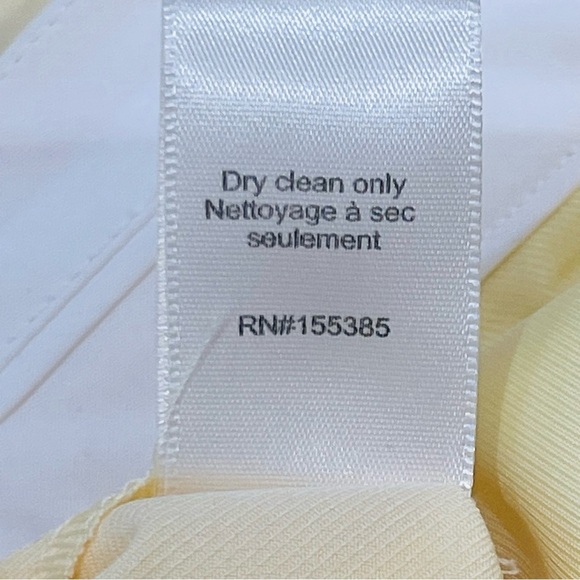 Dry clean only
Nettoyage à sec
seulement
RN#155385